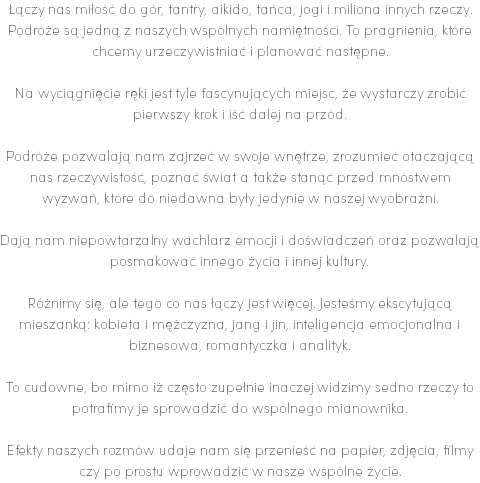 Łączy nas miłość do gór, tantry, aikido, tańca, jogi i miliona innych rzeczy.
Podróże są jedną z naszych wspólnych namiętności. To pragnienia, które
chcemy urzeczywistniać i planować następne.
Na wyciągnięcie ręki jest tyle fascynujących miejsc, że wystarczy zrobić
pierwszy krok i iść dalej na przód.
Podróże pozwalają nam zajrzeć w swoje wnętrze, zrozumieć otaczającą
nas rzeczywistość, poznać świat a także stanąć przed mnóstwem
wyzwań, które do niedawna były jedynie w naszej wyobraźni.
Dają nam niepowtarzalny wachlarz emocji i doświadczeń oraz pozwalają
posmakować innego życia i innej kultury.
Różnimy się, ale tego co nas łączy jest więcej. Jesteśmy ekscytującą
mieszanką: kobieta i mężczyzna, jang i jin, inteligencja emocjonalna i
biznesowa, romantyczka i analityk.
To cudowne, bo mimo iż często zupełnie inaczej widzimy sedno rzeczy to
potrafimy je sprowadzić do wspólnego mianownika.
Efekty naszych rozmów udaje nam się przenieść na papier, zdjęcia, filmy
czy po prostu wprowadzić w nasze wspólne życie.